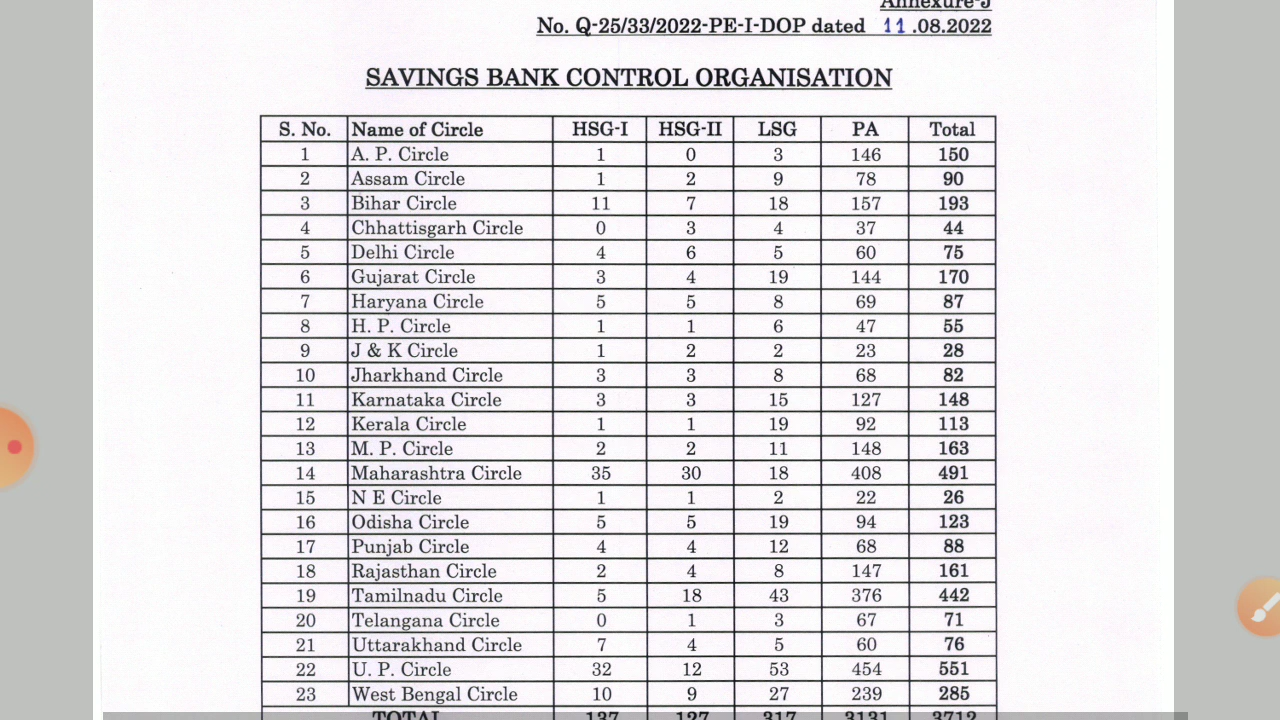 Annexure-J
No. Q-25/33/2022-PE-I-DOP dated 11.08.2022
SAVINGS BANK CONTROL ORGANISATION
S. No. Name of Circle HSG-I HSG-II LSG PA Total
1 A. P. Circle 1 0 3 146 150
2 Assam Circle 1 2 9 78 90
3 Bihar Circle 11 7 18 157 193
4 Chhattisgarh Circle 0 3 4 37 44
5 Delhi Circle 4 6 5 60 75
6 Gujarat Circle 3 4 19 144 170
7 Haryana Circle 5 5 8 69 87
8 H. P. Circle 1 1 6 47 55
9 J & K Circle 1 2 2 23 28
10 Jharkhand Circle 3 3 8 68 82
11 Karnataka Circle 3 3 15 127 148
12 Kerala Circle 1 1 19 92 113
13 M. P. Circle 2 2 11 148 163
14 Maharashtra Circle 35 30 18 408 491
15 N E Circle 1 1 2 22 26
16 Odisha Circle 5 5 19 94 123
17 Punjab Circle 4 4 12 68 88
18 Rajasthan Circle 2 4 8 147 161
19 Tamilnadu Circle 5 18 43 376 442
20 Telangana Circle 0 1 3 67 71
21 Uttarakhand Circle 7 4 5 60 76
22 U. P. Circle 32 12 53 454 551
23 West Bengal Circle 10 9 27 239 285
TOTAL 137 127 317 3131 3712